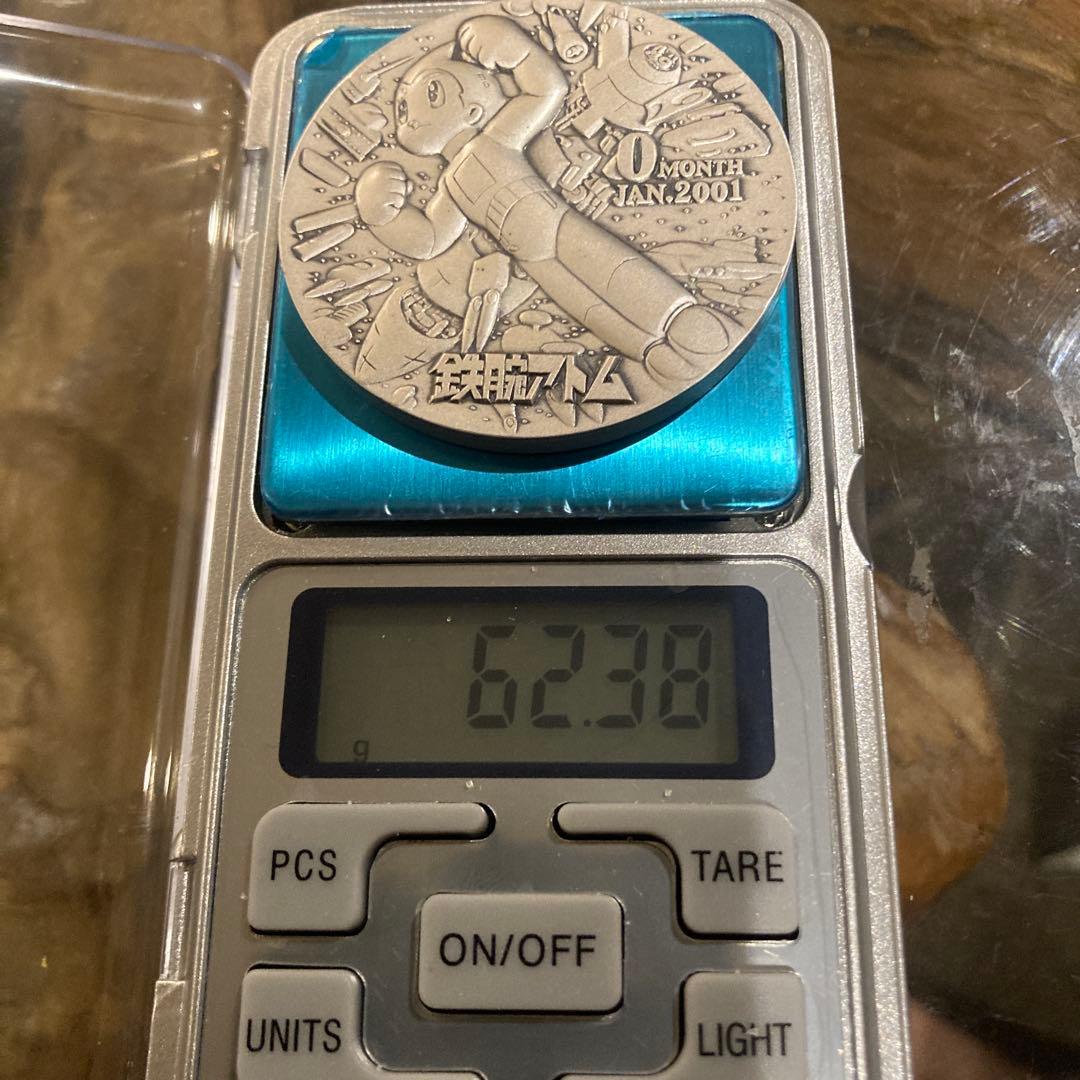 0 MONTH
JAN.2001
鉄腕アトム
62.38
g
PCS
TARE
ON/OFF
UNITS
LIGHT